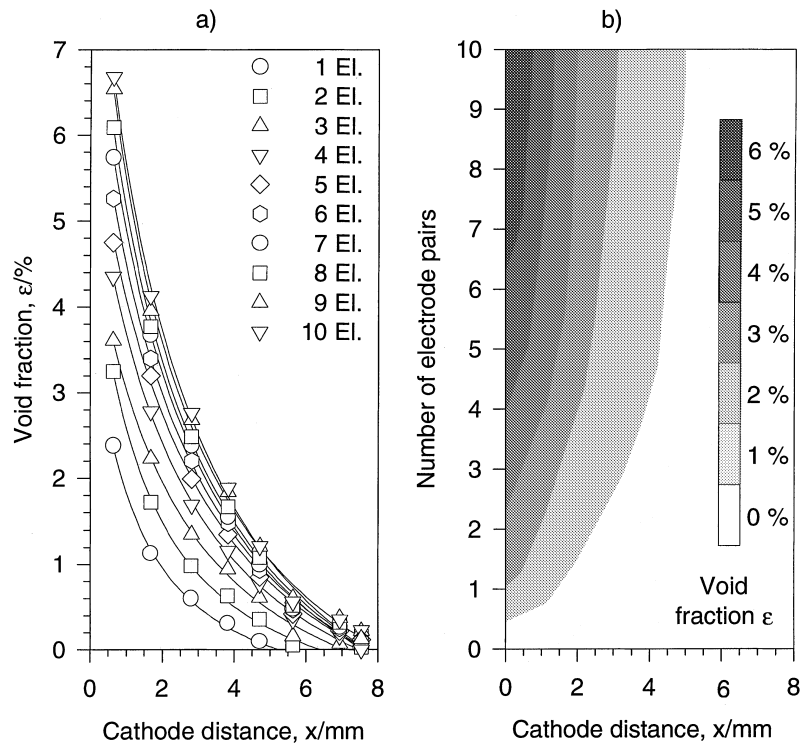 a)
7
6
5
4
3
2
1
0
Void fraction, ε/%
1 El.
2 El.
3 El.
4 El.
5 El.
6 El.
7 El.
8 El.
9 El.
10 El.
0 2 4 6 8
Cathode distance, x/mm
b)
10
9
8
7
6
5
4
3
2
1
0
Number of electrode pairs
6 %
5 %
4 %
3 %
2 %
1 %
0 %
Void
fraction ε
0 2 4 6 8
Cathode distance, x/mm